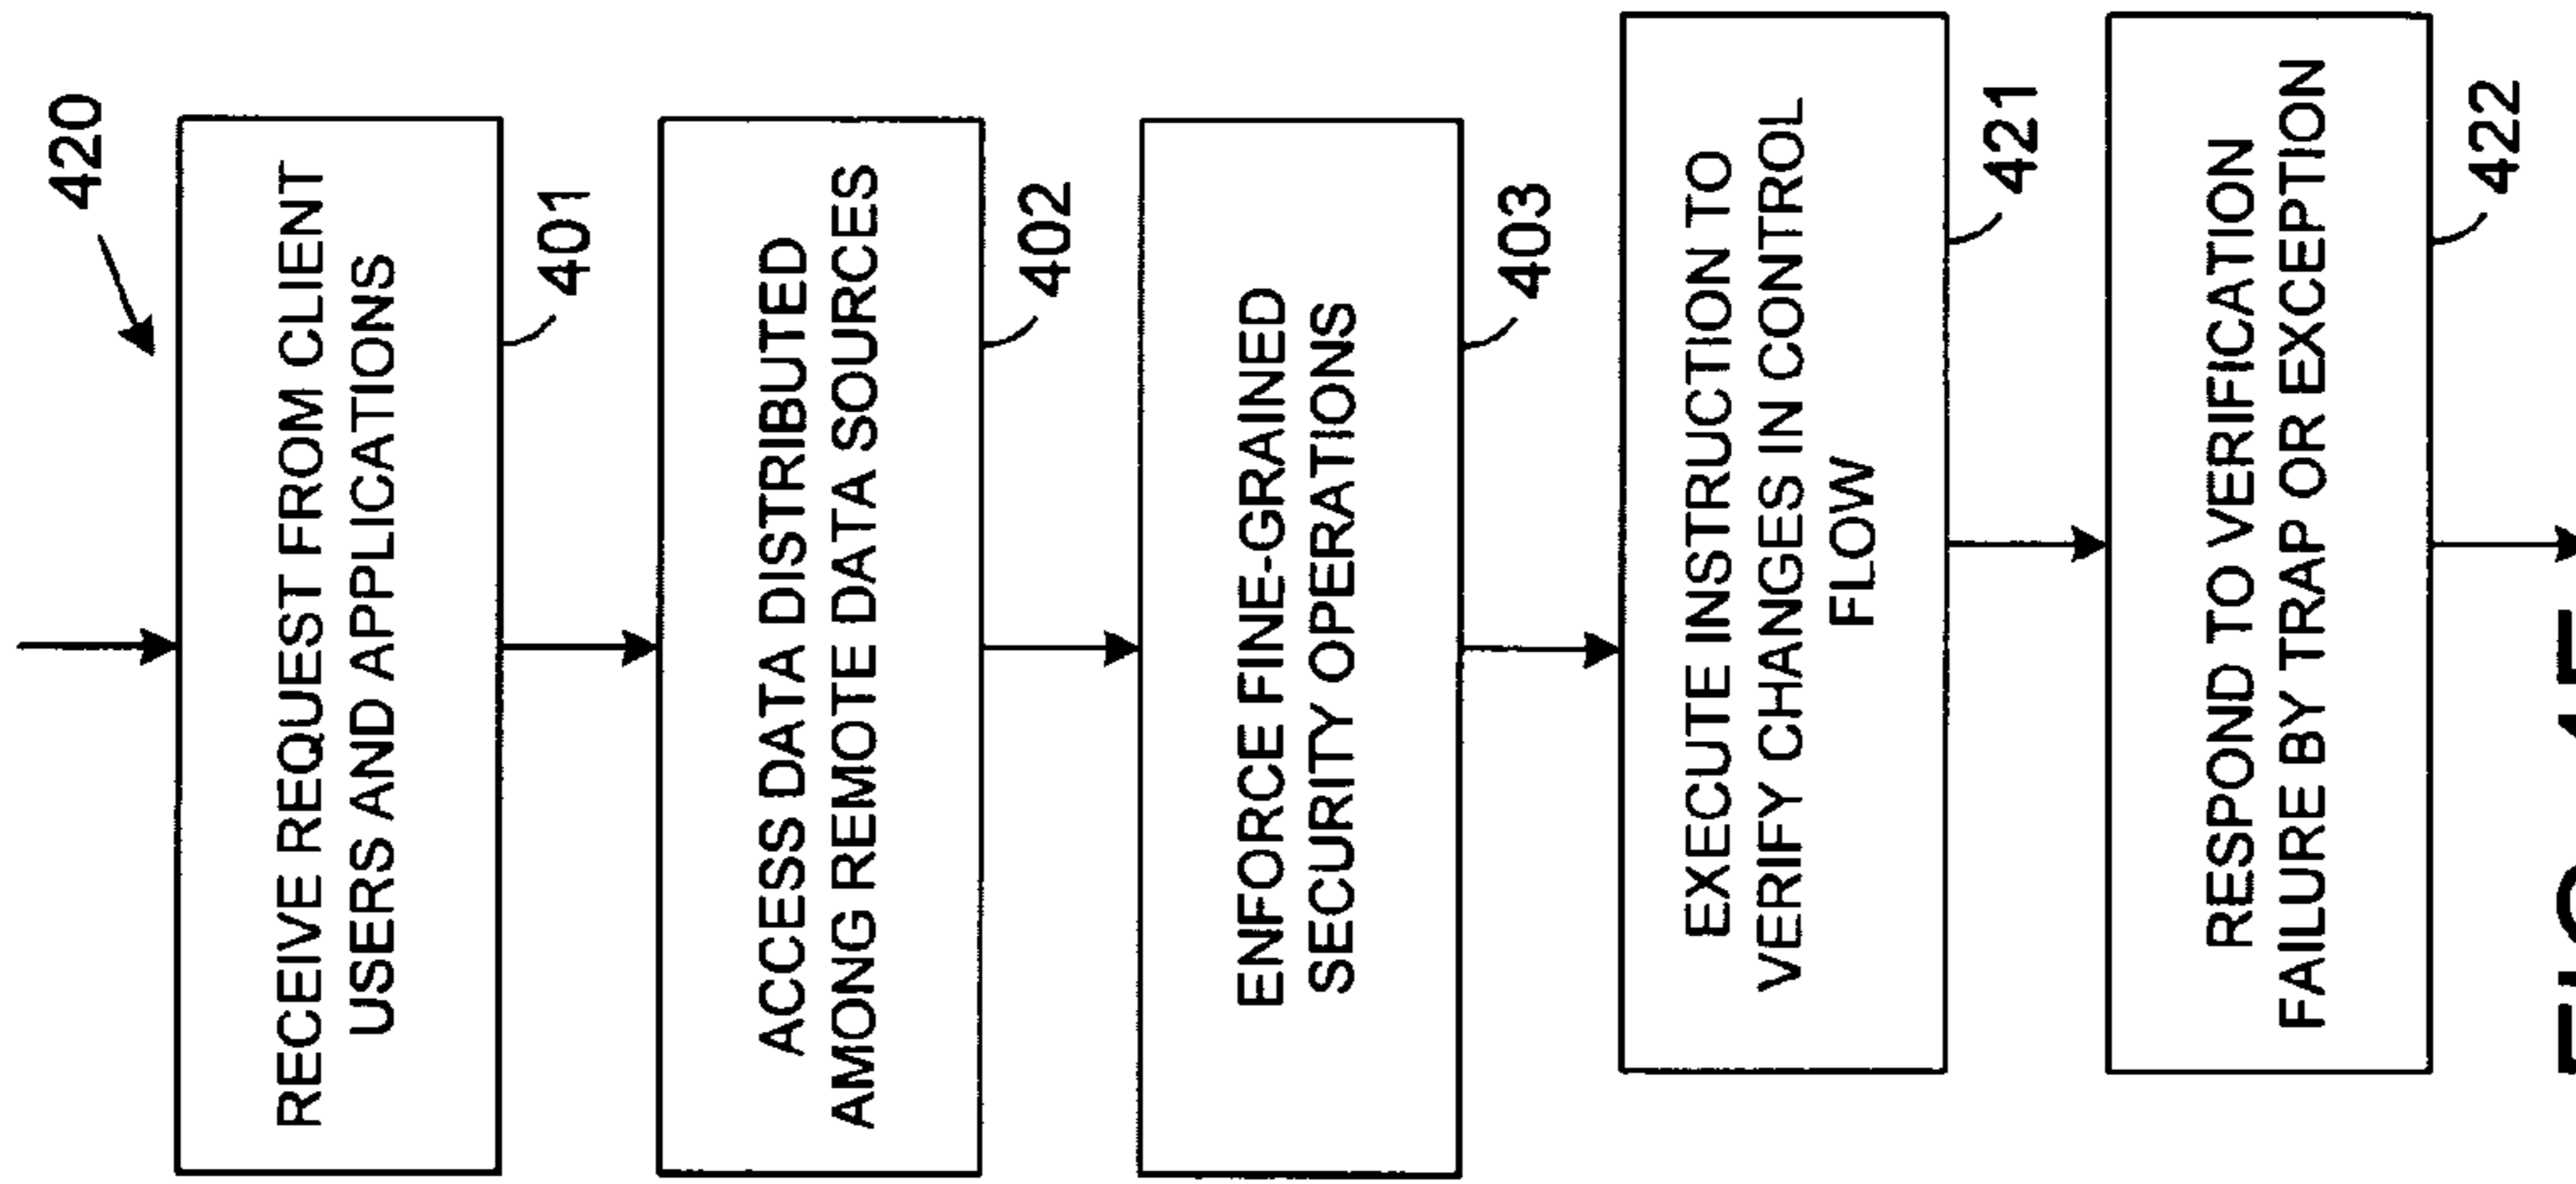 420
RECEIVE REQUEST FROM CLIENT
USERS AND APPLICATIONS
401
ACCESS DATA DISTRIBUTED
AMONG REMOTE DATA SOURCES
402
ENFORCE FINE-GRAINED
SECURITY OPERATIONS
403
EXECUTE INSTRUCTION TO
VERIFY CHANGES IN CONTROL
FLOW
421
RESPOND TO VERIFICATION
FAILURE BY TRAP OR EXCEPTION
422